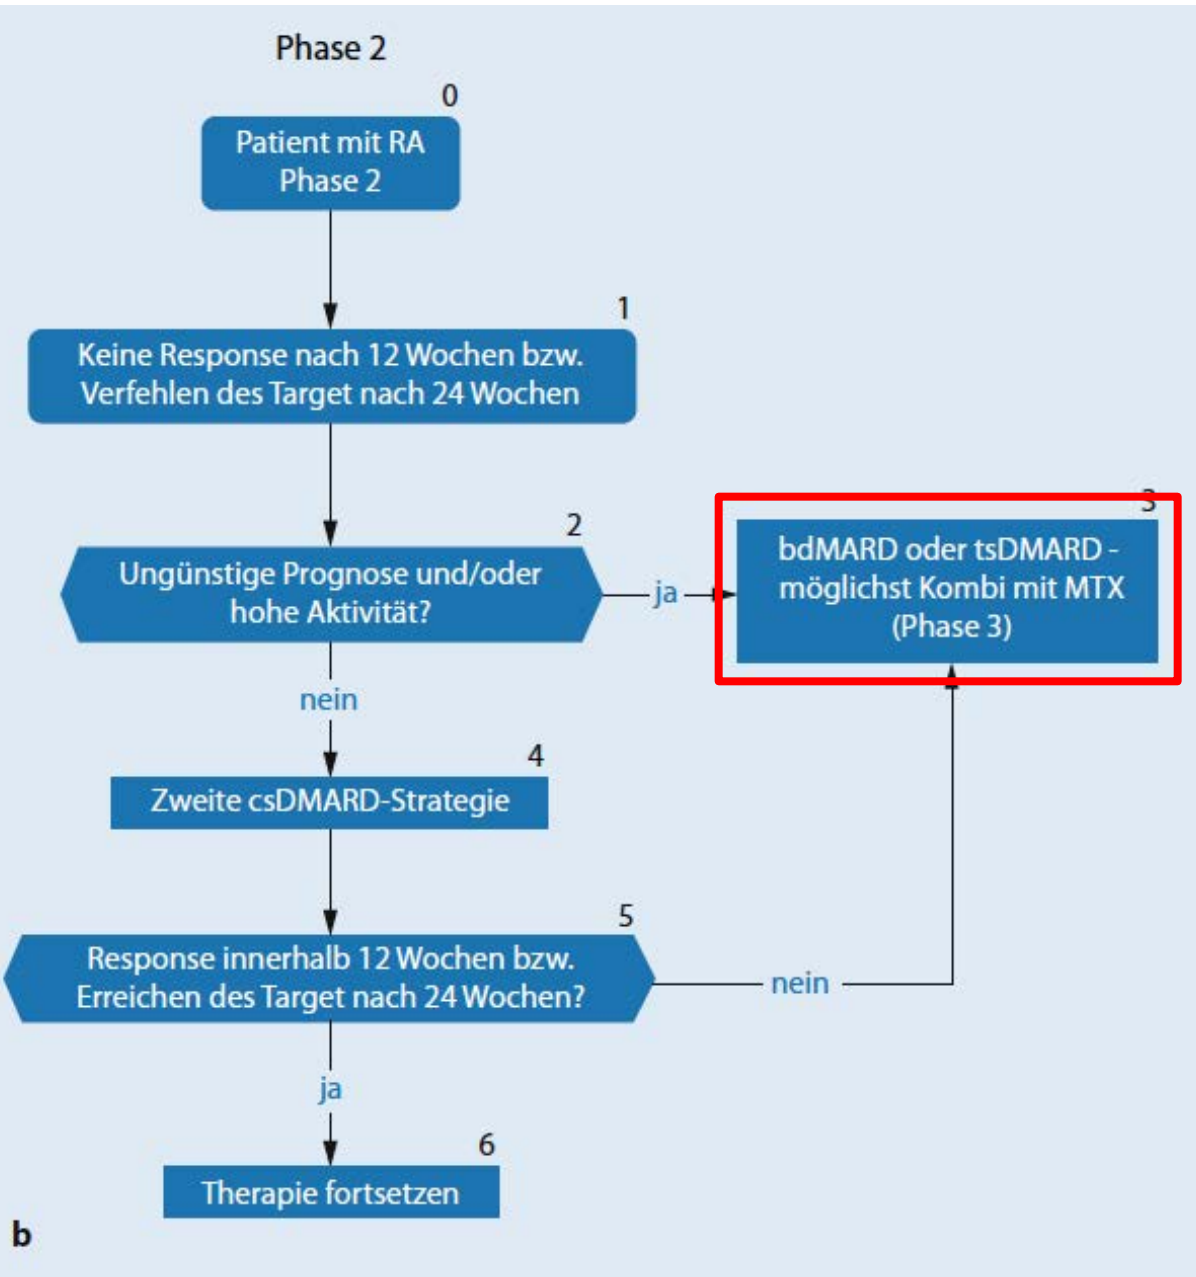 Phase 2
0
Patient mit RA
Phase 2
1
Keine Response nach 12 Wochen bzw.
Verfehlen des Target nach 24 Wochen
2
Ungünstige Prognose und/oder
hohe Aktivität?
ja
3
bdMARD oder tsDMARD -
möglichst Kombi mit MTX
(Phase 3)
nein
4
Zweite csDMARD-Strategie
5
Response innerhalb 12 Wochen bzw.
Erreichen des Target nach 24 Wochen?
nein
ja
6
Therapie fortsetzen
b